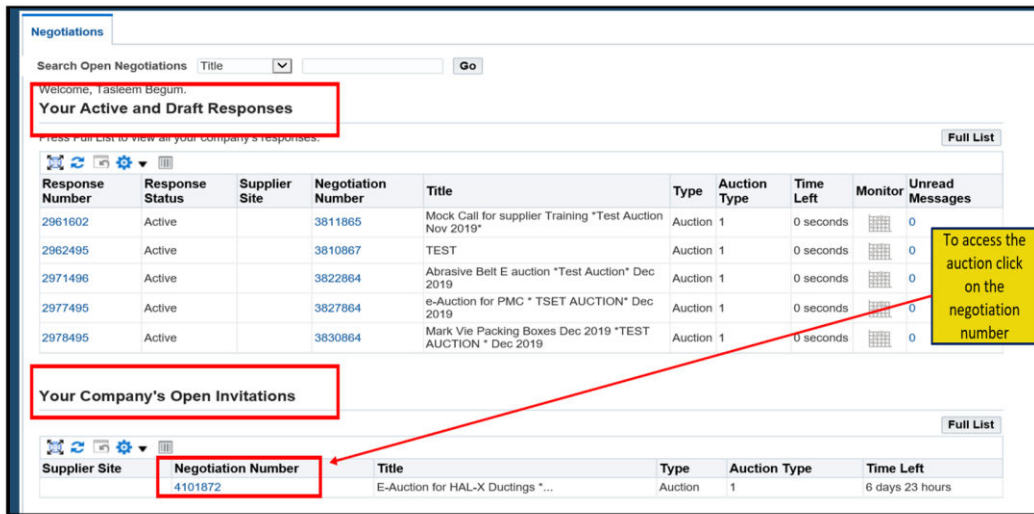 Negotiations
Search Open Negotiations Title Go
Welcome, Tasleem Begum.
Your Active and Draft Responses
Press Full List to view all your company's responses.
Full List
Response Number Response Status Supplier Site Negotiation Number Title Type Auction Type Time Left Monitor Unread Messages
2961602 Active 3811865 Mock Call for supplier Training *Test Auction Nov 2019* Auction 1 0 seconds 0
2962495 Active 3810867 TEST Auction 1 0 seconds 0
2971496 Active 3822864 Abrasive Belt E auction *Test Auction* Dec 2019 Auction 1 0 seconds 0
2977495 Active 3827864 e-Auction for PMC * TSET AUCTION* Dec 2019 Auction 1 0 seconds 0
2978495 Active 3830864 Mark Vie Packing Boxes Dec 2019 *TEST AUCTION * Dec 2019 Auction 1 0 seconds 0
To access the
auction click
on the
negotiation
number
Your Company's Open Invitations
Full List
Supplier Site Negotiation Number Title Type Auction Type Time Left
4101872 E-Auction for HAL-X Ductings *... Auction 1 6 days 23 hours